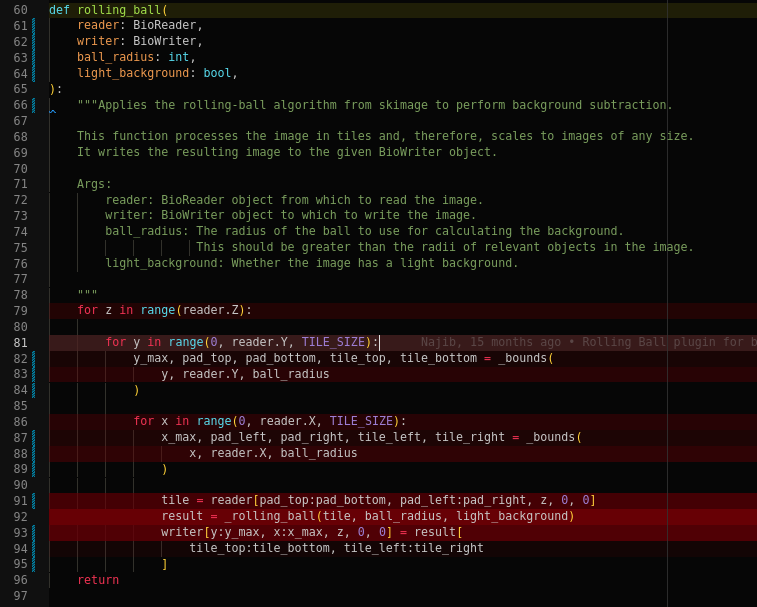 60 def rolling_ball(
61     reader: BioReader,
62     writer: BioWriter,
63     ball_radius: int,
64     light_background: bool,
65 ):
66     """Applies the rolling-ball algorithm from skimage to perform background subtraction.
67
68     This function processes the image in tiles and, therefore, scales to images of any size.
69     It writes the resulting image to the given BioWriter object.
70
71     Args:
72         reader: BioReader object from which to read the image.
73         writer: BioWriter object to which to write the image.
74         ball_radius: The radius of the ball to use for calculating the background.
75                      This should be greater than the radii of relevant objects in the image.
76         light_background: Whether the image has a light background.
77
78     """
79     for z in range(reader.Z):
80
81         for y in range(0, reader.Y, TILE_SIZE):      Najib, 15 months ago • Rolling Ball plugin for b
82             y_max, pad_top, pad_bottom, tile_top, tile_bottom = _bounds(
83                 y, reader.Y, ball_radius
84             )
85
86             for x in range(0, reader.X, TILE_SIZE):
87                 x_max, pad_left, pad_right, tile_left, tile_right = _bounds(
88                     x, reader.X, ball_radius
89                 )
90
91                 tile = reader[pad_top:pad_bottom, pad_left:pad_right, z, 0, 0]
92                 result = _rolling_ball(tile, ball_radius, light_background)
93                 writer[y:y_max, x:x_max, z, 0, 0] = result[
94                     tile_top:tile_bottom, tile_left:tile_right
95                 ]
96     return
97